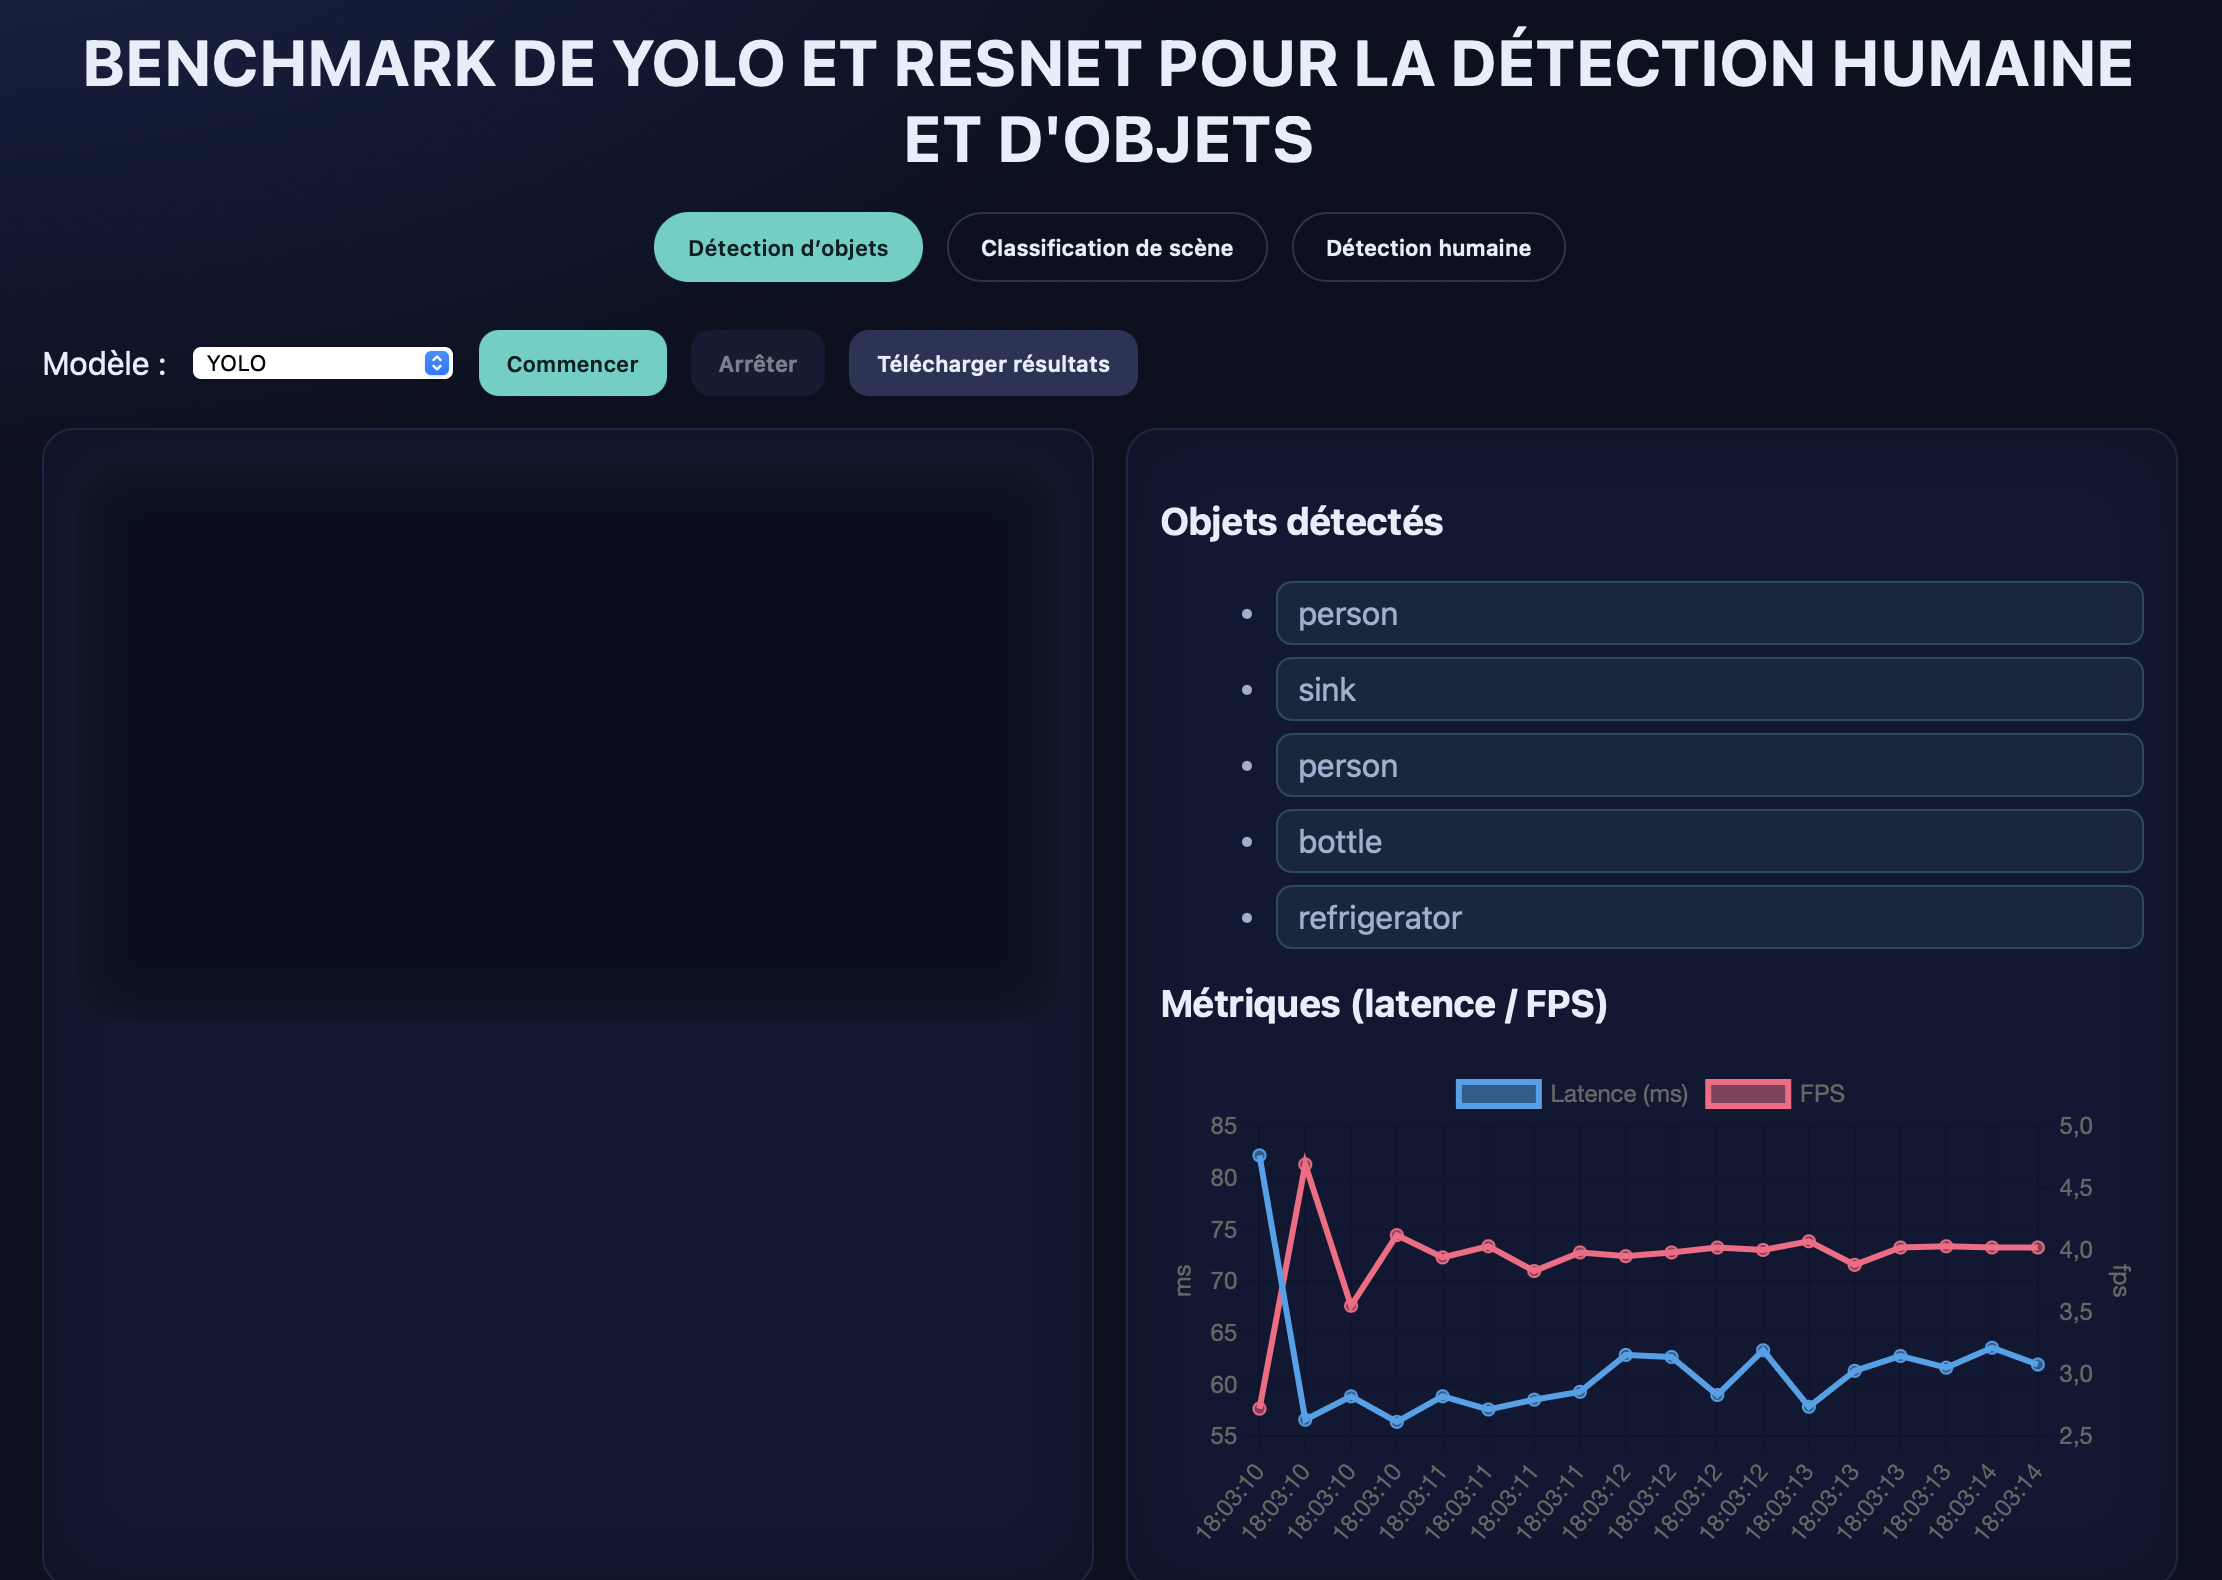 BENCHMARK DE YOLO ET RESNET POUR LA DÉTECTION HUMAINE
ET D'OBJETS
Détection d’objets
Classification de scène
Détection humaine
Modèle :
YOLO
Commencer
Arrêter
Télécharger résultats
Objets détectés
• person
• sink
• person
• bottle
• refrigerator
Métriques (latence / FPS)
Latence (ms)
FPS
85
80
75
70
65
60
55
ms
5,0
4,5
4,0
3,5
3,0
2,5
fps
18:03:10
18:03:10
18:03:10
18:03:10
18:03:11
18:03:11
18:03:11
18:03:11
18:03:12
18:03:12
18:03:12
18:03:12
18:03:13
18:03:13
18:03:13
18:03:13
18:03:14
18:03:14